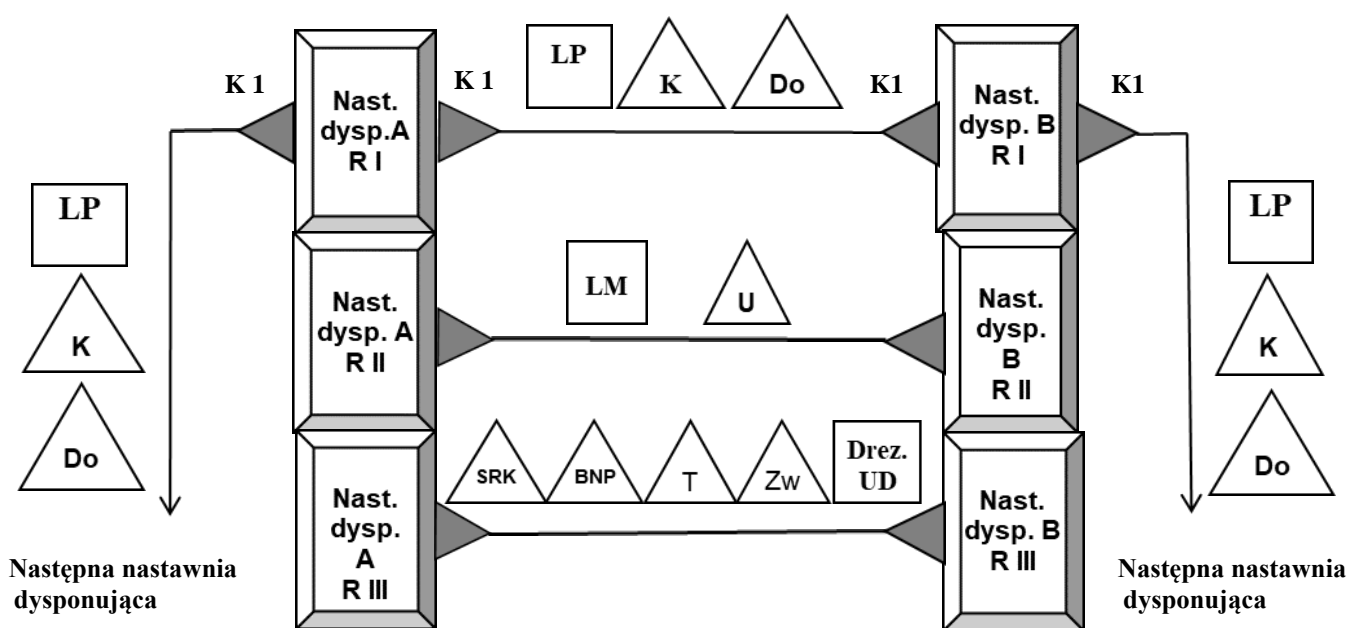 K 1
Nast.
dysp.A
R I
K 1
LP
K
Do
K1
Nast.
dysp. B
R I
K1
LP
K
Do
Nast.
dysp. A
R II
LM
U
Nast.
dysp.
B
R II
LP
K
Do
Nast.
dysp.
A
R III
SRK
BNP
T
Zw
Drez.
UD
Nast.
dysp. B
R III
Następna nastawnia
dysponująca
Następna nastawnia
dysponująca